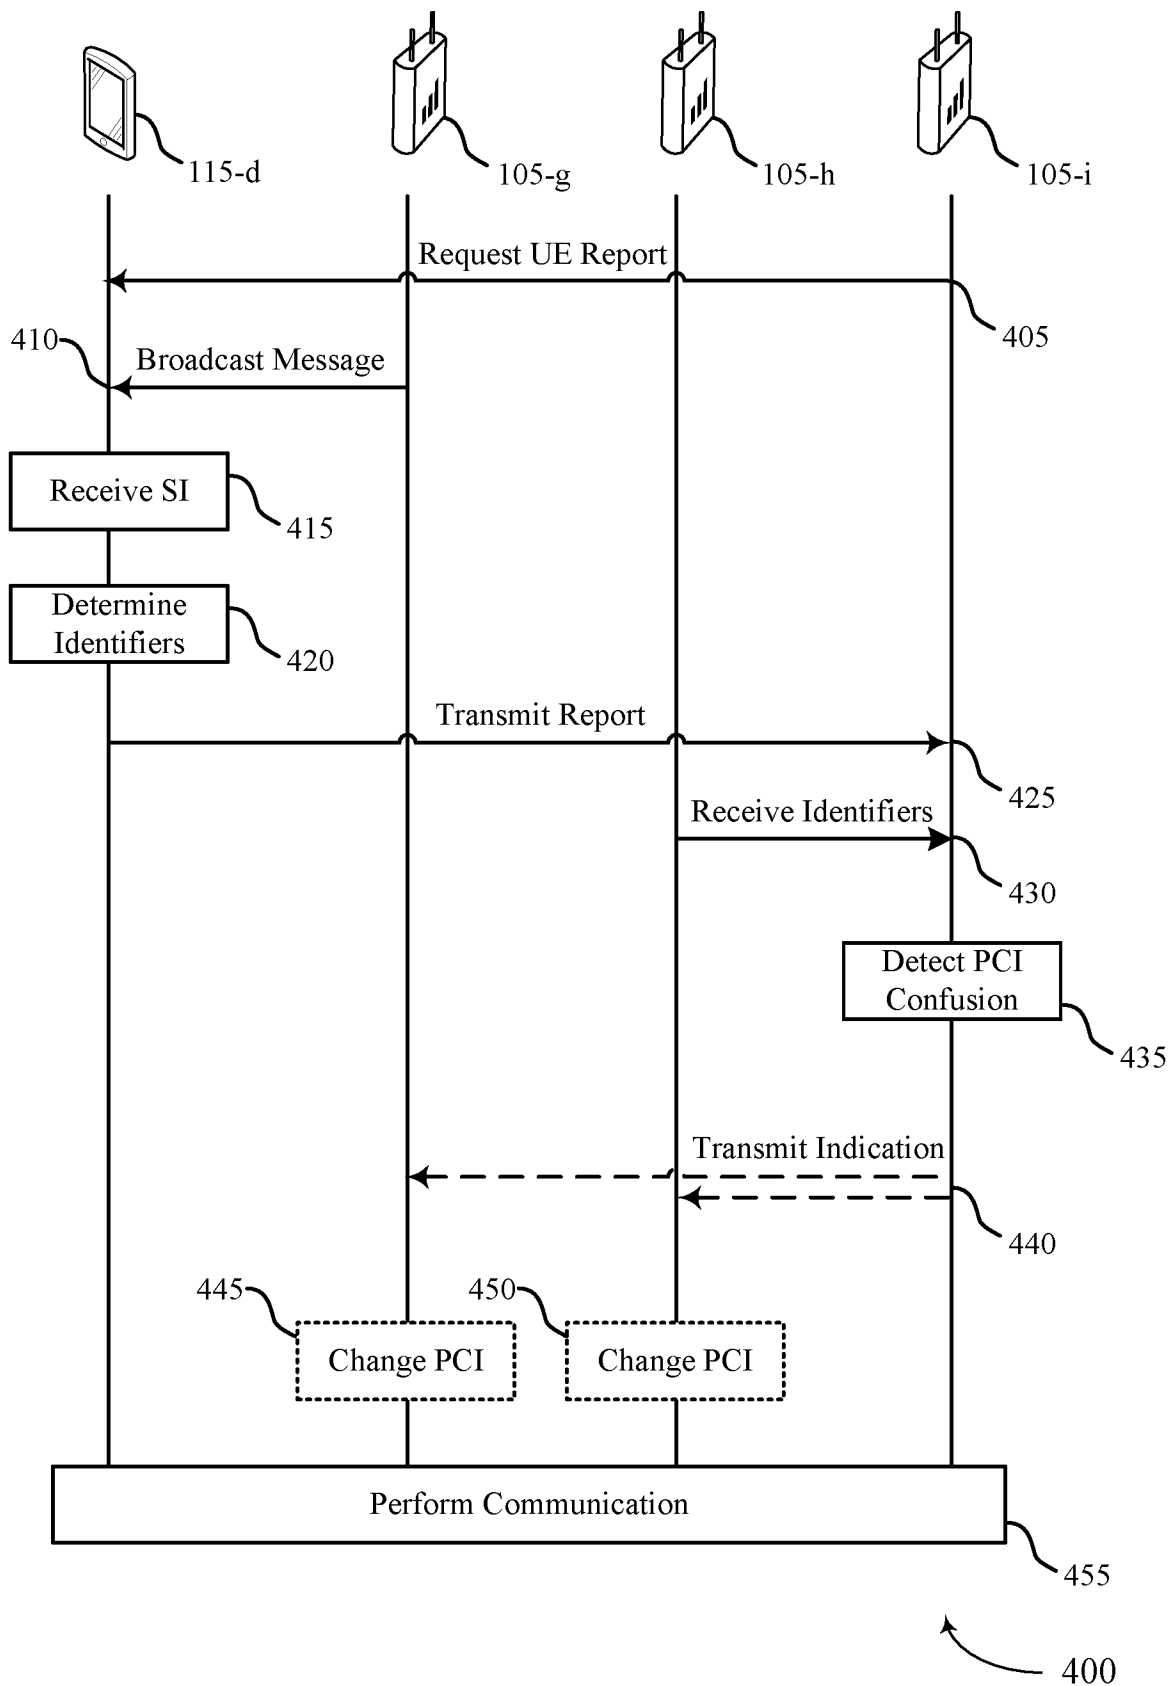 115-d
105-g
105-h
105-i
Request UE Report
405
410
Broadcast Message
Receive SI
415
Determine
Identifiers
420
Transmit Report
425
Receive Identifiers
430
Detect PCI
Confusion
435
Transmit Indication
440
445
450
Change PCI
Change PCI
Perform Communication
455
400